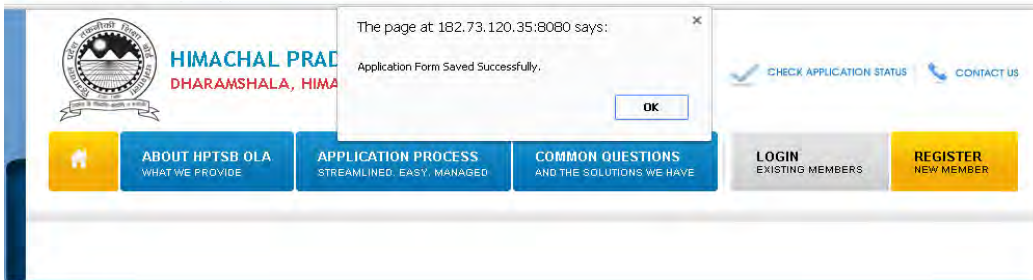 The page at 182.73.120.35:8080 says:
Application Form Saved Successfully.
OK
HIMACHAL PRAD
DHARAMSHALA, HIMA
CHECK APPLICATION STATUS
CONTACT US
ABOUT HPTSB OLA
WHAT WE PROVIDE
APPLICATION PROCESS
STREAMLINED. EASY. MANAGED
COMMON QUESTIONS
AND THE SOLUTIONS WE HAVE
LOGIN
EXISTING MEMBERS
REGISTER
NEW MEMBER